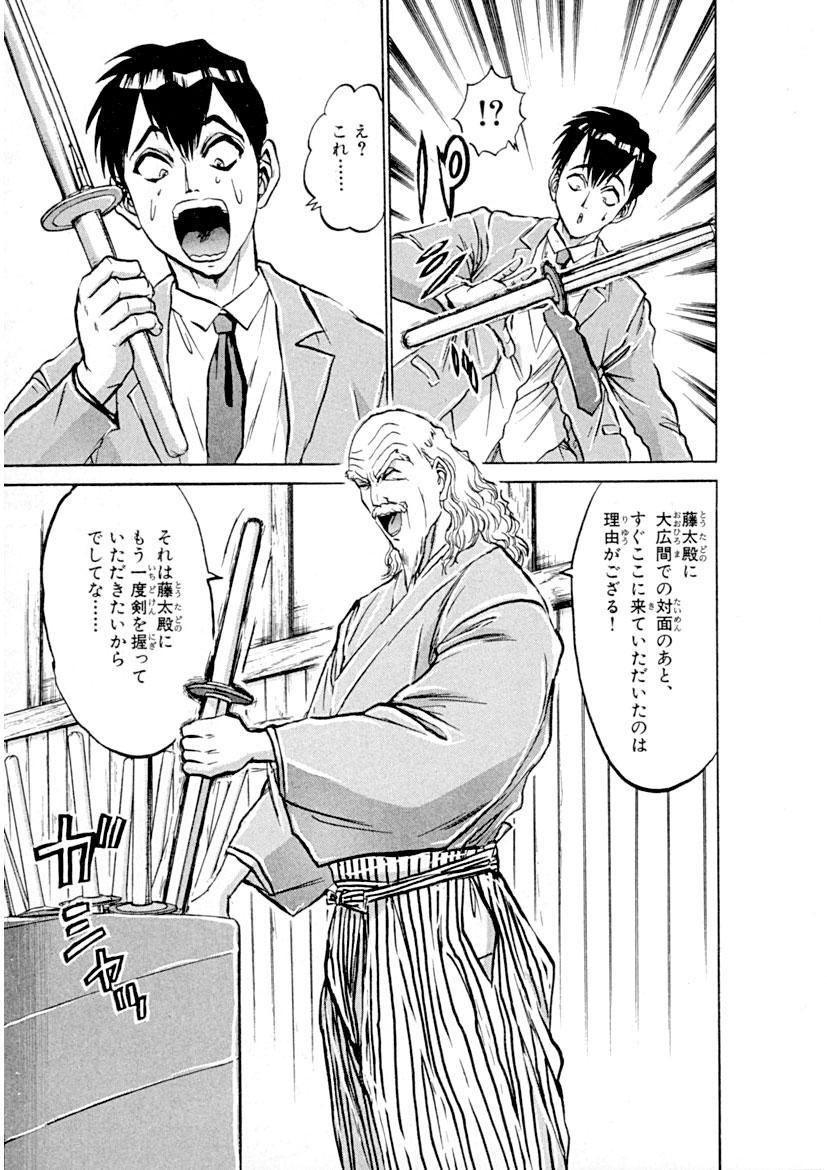 !?
パシ
え？
これ……
藤太殿に
大広間での対面のあと、
すぐここに来ていただいたのは
理由がござる！
それは藤太殿に
もう一度剣を握って
いただきたいから
でしてな……
ガシャッ